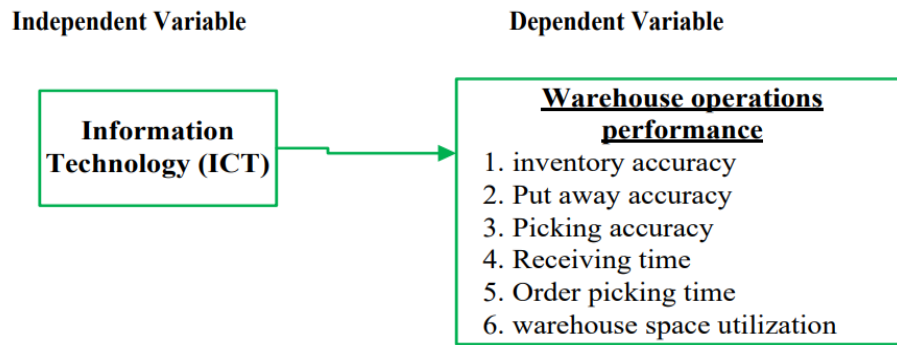 Independent Variable
Dependent Variable
Information
Technology (ICT)
Warehouse operations
performance
1. inventory accuracy
2. Put away accuracy
3. Picking accuracy
4. Receiving time
5. Order picking time
6. warehouse space utilization